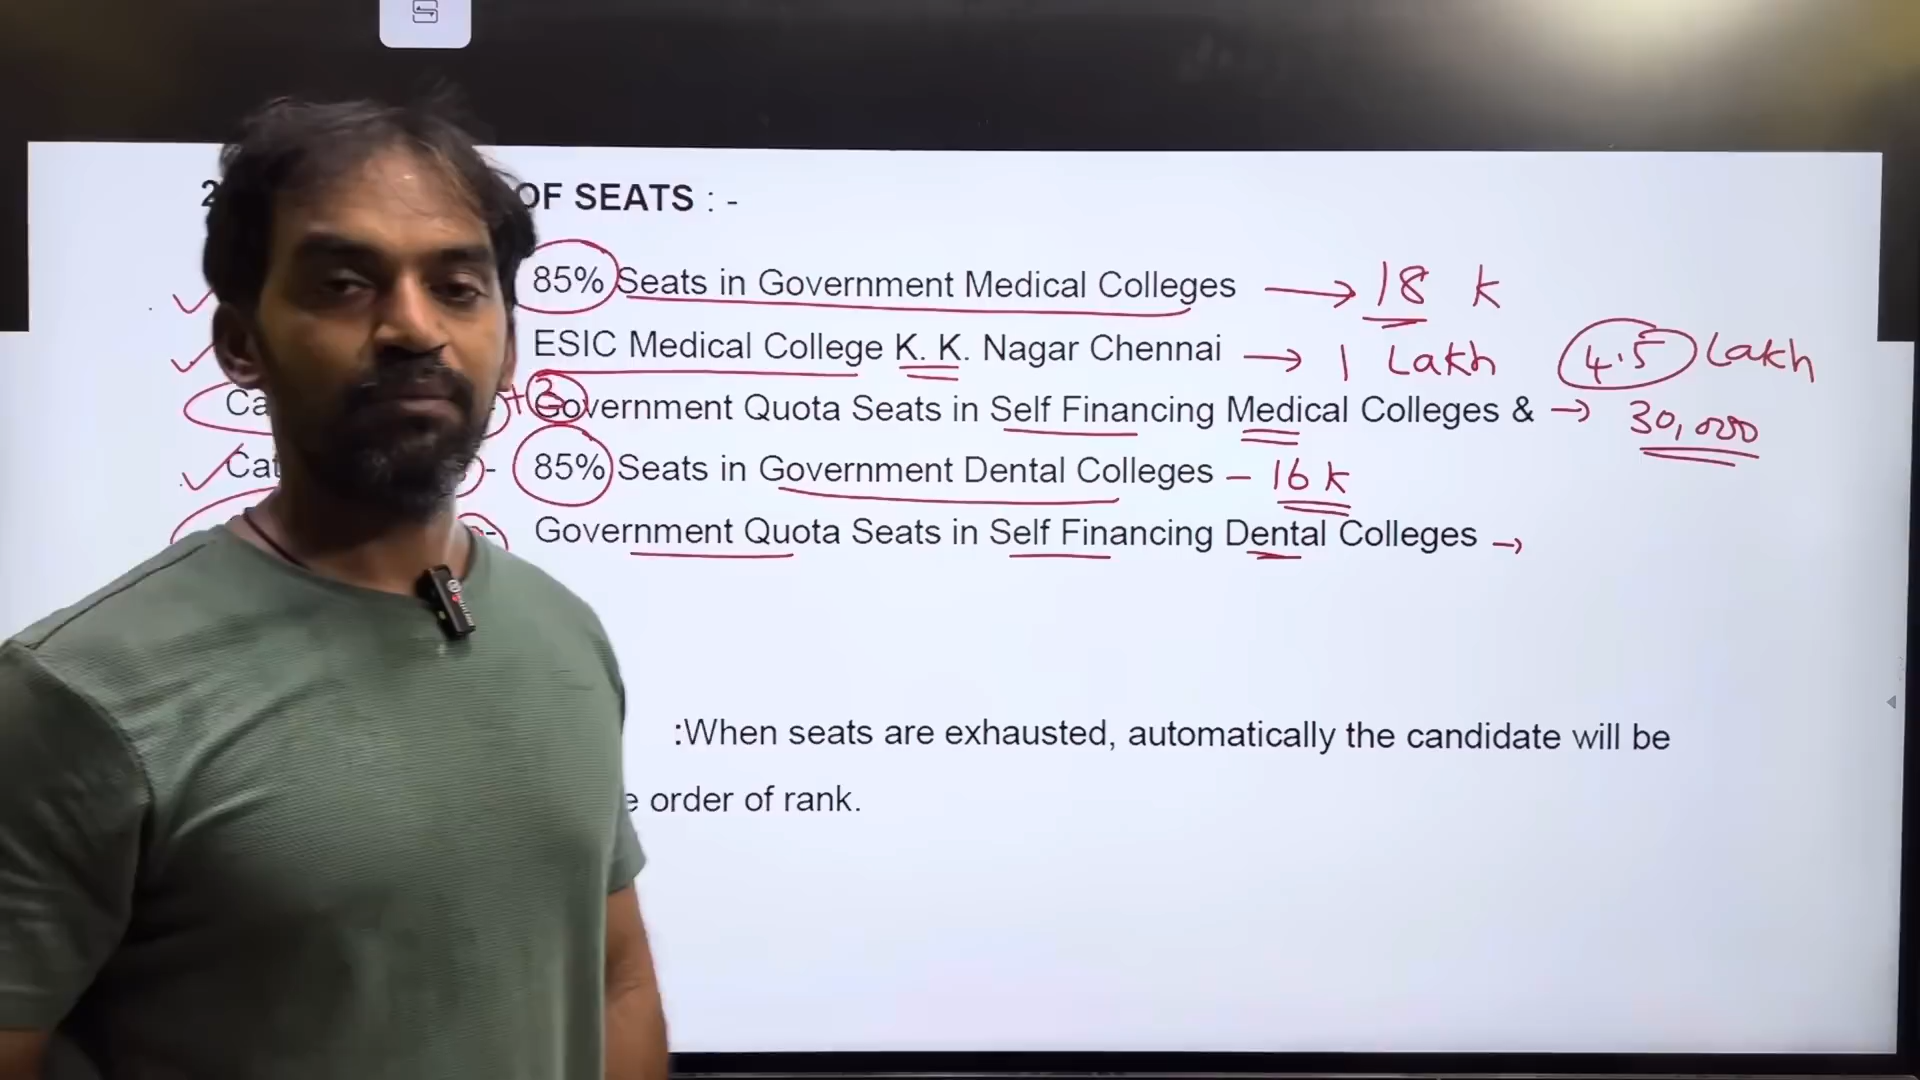 OF SEATS : -
85% Seats in Government Medical Colleges → 18 K
ESIC Medical College K. K. Nagar Chennai → 1 Lakh 4.5 Lakh
+ 3 Government Quota Seats in Self Financing Medical Colleges & → 30,000
- 85% Seats in Government Dental Colleges - 16 K
- Government Quota Seats in Self Financing Dental Colleges →
:When seats are exhausted, automatically the candidate will be
order of rank.